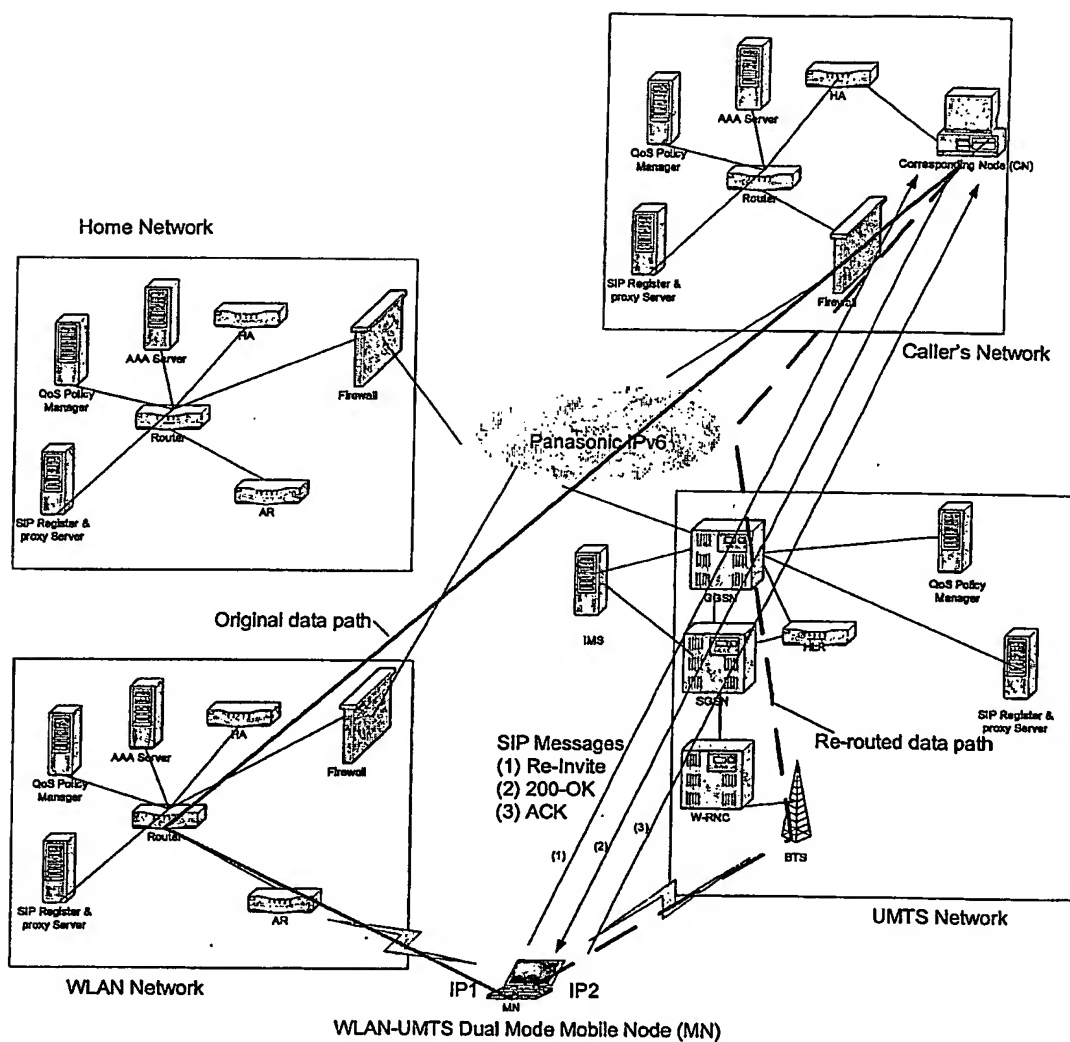 HA
AAA Server
QoS Policy
Manager
Corresponding Node (CN)
Router
SIP Register &
proxy Server
Firewall
Caller's Network
Home Network
HA
AAA Server
QoS Policy
Manager
Firewall
Router
SIP Register &
proxy Server
AR
Panasonic IPv6
GGSN
QoS Policy
Manager
IMS
HLR
SGSN
SIP Register &
proxy Server
Original data path
Re-routed data path
HA
AAA Server
QoS Policy
Manager
Firewall
Router
SIP Register &
proxy Server
AR
WLAN Network
SIP Messages
(1) Re-Invite
(2) 200-OK
(3) ACK
W-RNC
BTS
(1)
(2)
(3)
UMTS Network
IP1
IP2
MN
WLAN-UMTS Dual Mode Mobile Node (MN)